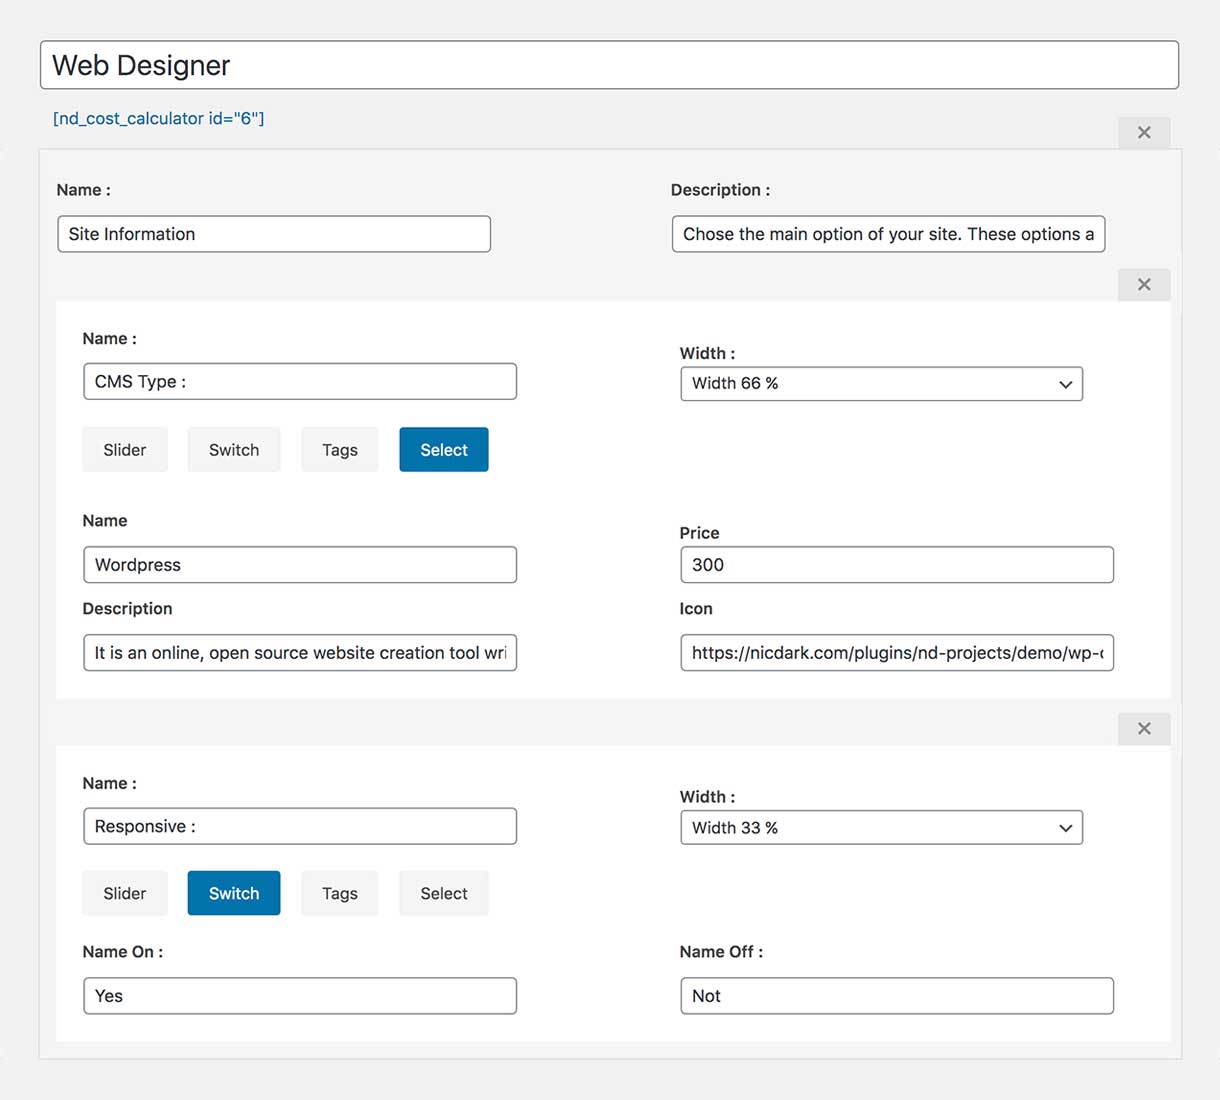 Web Designer
[nd_cost_calculator id="6"]
Name :
Description :
Site Information
Chose the main option of your site. These options a
Name :
Width :
CMS Type :
Width 66 %
Slider Switch Tags Select
Name
Price
Wordpress
300
Description
Icon
It is an online, open source website creation tool wri
https://nicdark.com/plugins/nd-projects/demo/wp-c
Name :
Width :
Responsive :
Width 33 %
Slider Switch Tags Select
Name On :
Name Off :
Yes
Not